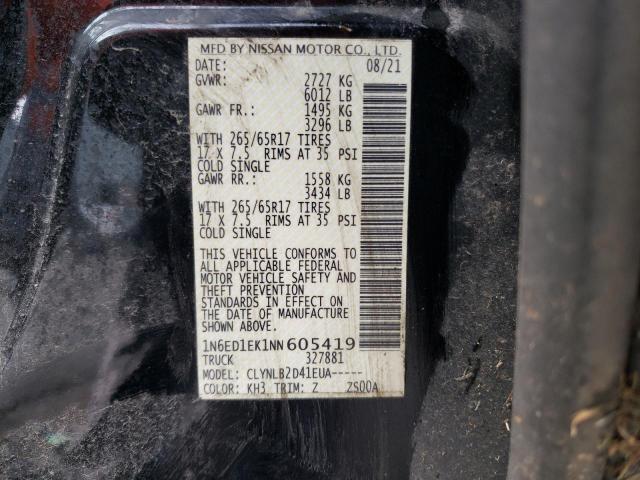 MFD BY NISSAN MOTOR CO., LTD.
DATE: 08/21
GVWR: 2727 KG
6012 LB
GAWR FR.: 1495 KG
3296 LB
WITH 265/65R17 TIRES
17 X 7.5 RIMS AT 35 PSI
COLD SINGLE
GAWR RR.: 1558 KG
3434 LB
WITH 265/65R17 TIRES
17 X 7.5 RIMS AT 35 PSI
COLD SINGLE
THIS VEHICLE CONFORMS TO
ALL APPLICABLE FEDERAL
MOTOR VEHICLE SAFETY AND
THEFT PREVENTION
STANDARDS IN EFFECT ON
THE DATE OF MANUFACTURE
SHOWN ABOVE.
1N6ED1EK1NN605419
TRUCK 327881
MODEL: CLYNLB2D41EUA-----
COLOR: KH3 TRIM: Z ZS00A